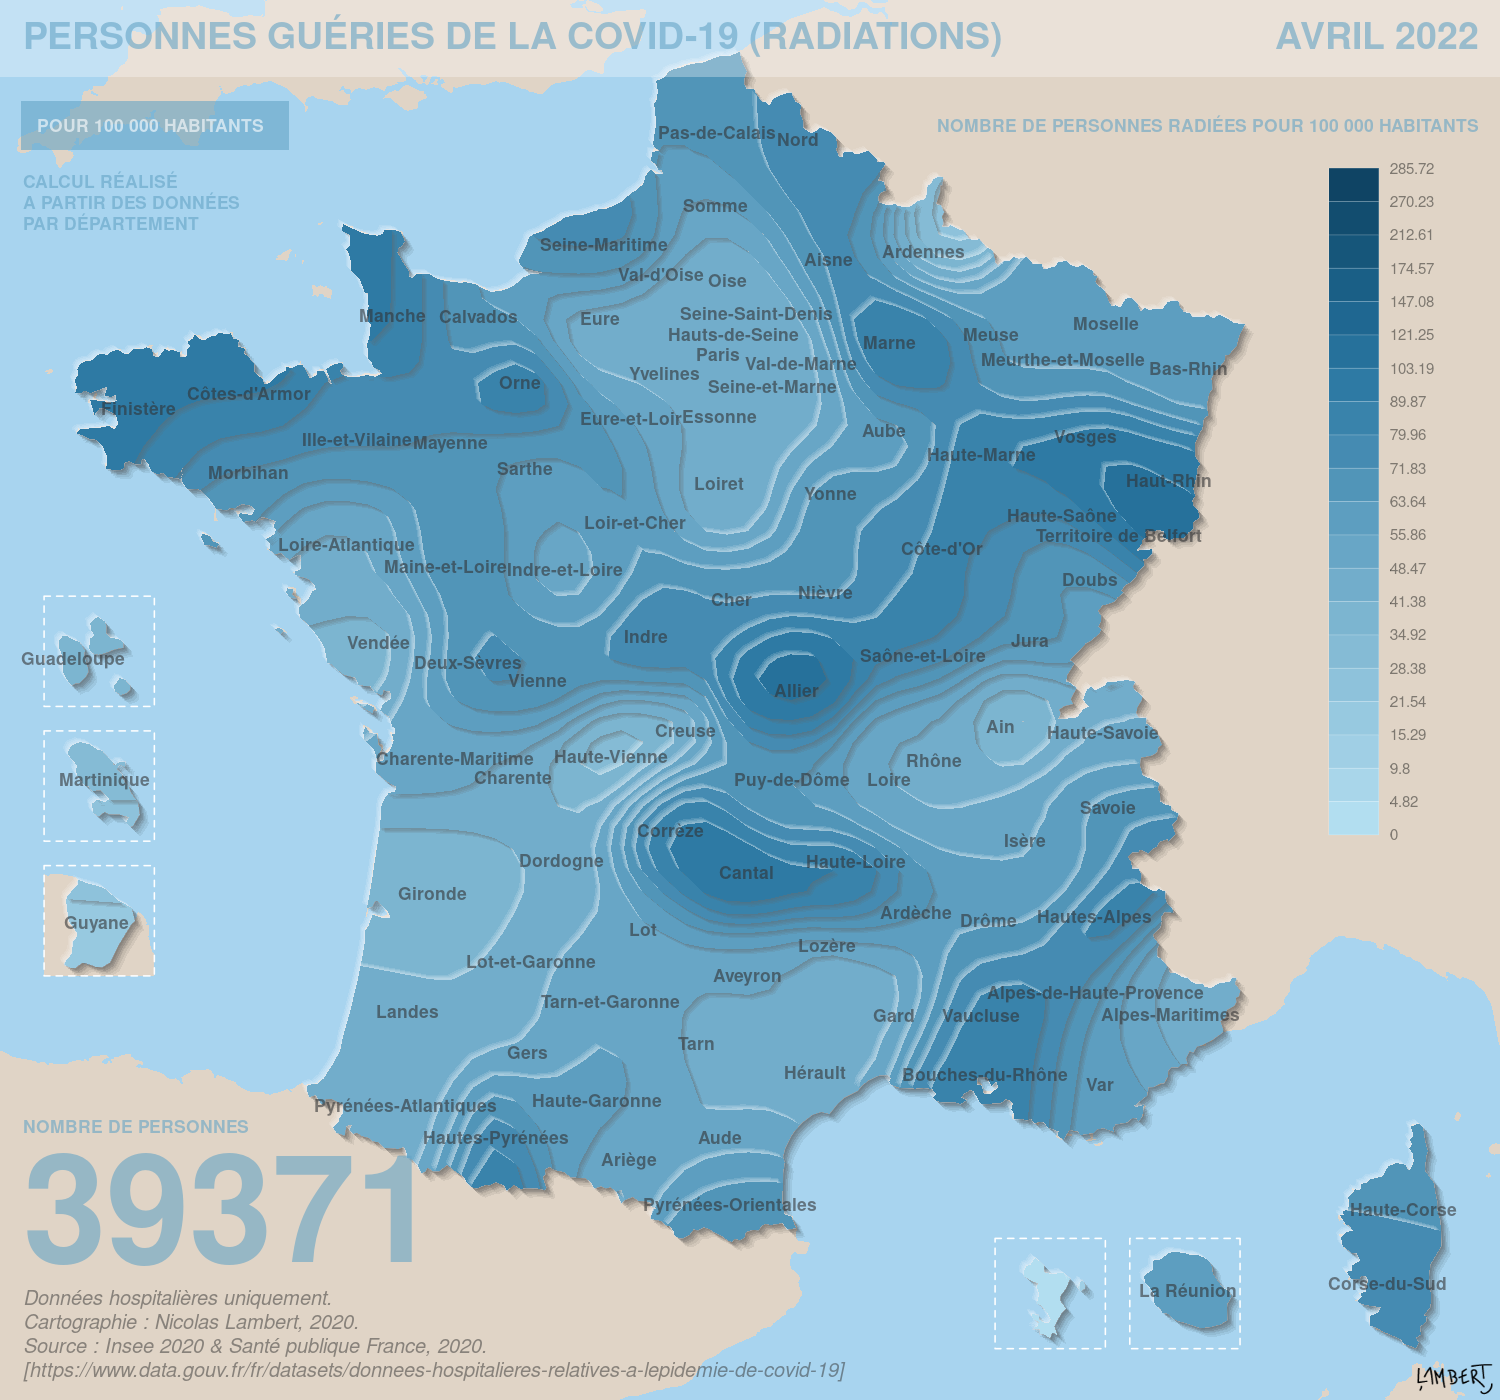 PERSONNES GUÉRIES DE LA COVID-19 (RADIATIONS)
AVRIL 2022
POUR 100 000 HABITANTS
NOMBRE DE PERSONNES RADIÉES POUR 100 000 HABITANTS
CALCUL RÉALISÉ
A PARTIR DES DONNÉES
PAR DÉPARTEMENT
285.72
270.23
212.61
174.57
147.08
121.25
103.19
89.87
79.96
71.83
63.64
55.86
48.47
41.38
34.92
28.38
21.54
15.29
9.8
4.82
0
Pas-de-Calais
Nord
Somme
Seine-Maritime
Aisne
Ardennes
Val-d'Oise
Oise
Manche
Calvados
Eure
Seine-Saint-Denis
Hauts-de-Seine
Paris
Val-de-Marne
Yvelines
Seine-et-Marne
Marne
Meuse
Moselle
Meurthe-et-Moselle
Bas-Rhin
Orne
Côtes-d'Armor
Finistère
Eure-et-Loir
Essonne
Aube
Ille-et-Vilaine
Mayenne
Vosges
Haute-Marne
Morbihan
Sarthe
Loiret
Yonne
Haut-Rhin
Loir-et-Cher
Haute-Saône
Territoire de Belfort
Loire-Atlantique
Côte-d'Or
Maine-et-Loire
Indre-et-Loire
Doubs
Cher
Nièvre
Vendée
Indre
Jura
Deux-Sèvres
Saône-et-Loire
Vienne
Allier
Guadeloupe
Creuse
Ain
Haute-Savoie
Charente-Maritime
Haute-Vienne
Rhône
Charente
Puy-de-Dôme
Loire
Martinique
Savoie
Corrèze
Isère
Dordogne
Haute-Loire
Cantal
Gironde
Ardèche
Drôme
Hautes-Alpes
Guyane
Lot
Lozère
Lot-et-Garonne
Aveyron
Alpes-de-Haute-Provence
Tarn-et-Garonne
Landes
Gard
Vaucluse
Alpes-Maritimes
Tarn
Gers
Hérault
Bouches-du-Rhône
Var
Pyrénées-Atlantiques
Haute-Garonne
Hautes-Pyrénées
Aude
Ariège
Pyrénées-Orientales
Haute-Corse
Corse-du-Sud
La Réunion
NOMBRE DE PERSONNES
39371
Données hospitalières uniquement.
Cartographie : Nicolas Lambert, 2020.
Source : Insee 2020 & Santé publique France, 2020.
[https://www.data.gouv.fr/fr/datasets/donnees-hospitalieres-relatives-a-lepidemie-de-covid-19]
LAMBERT